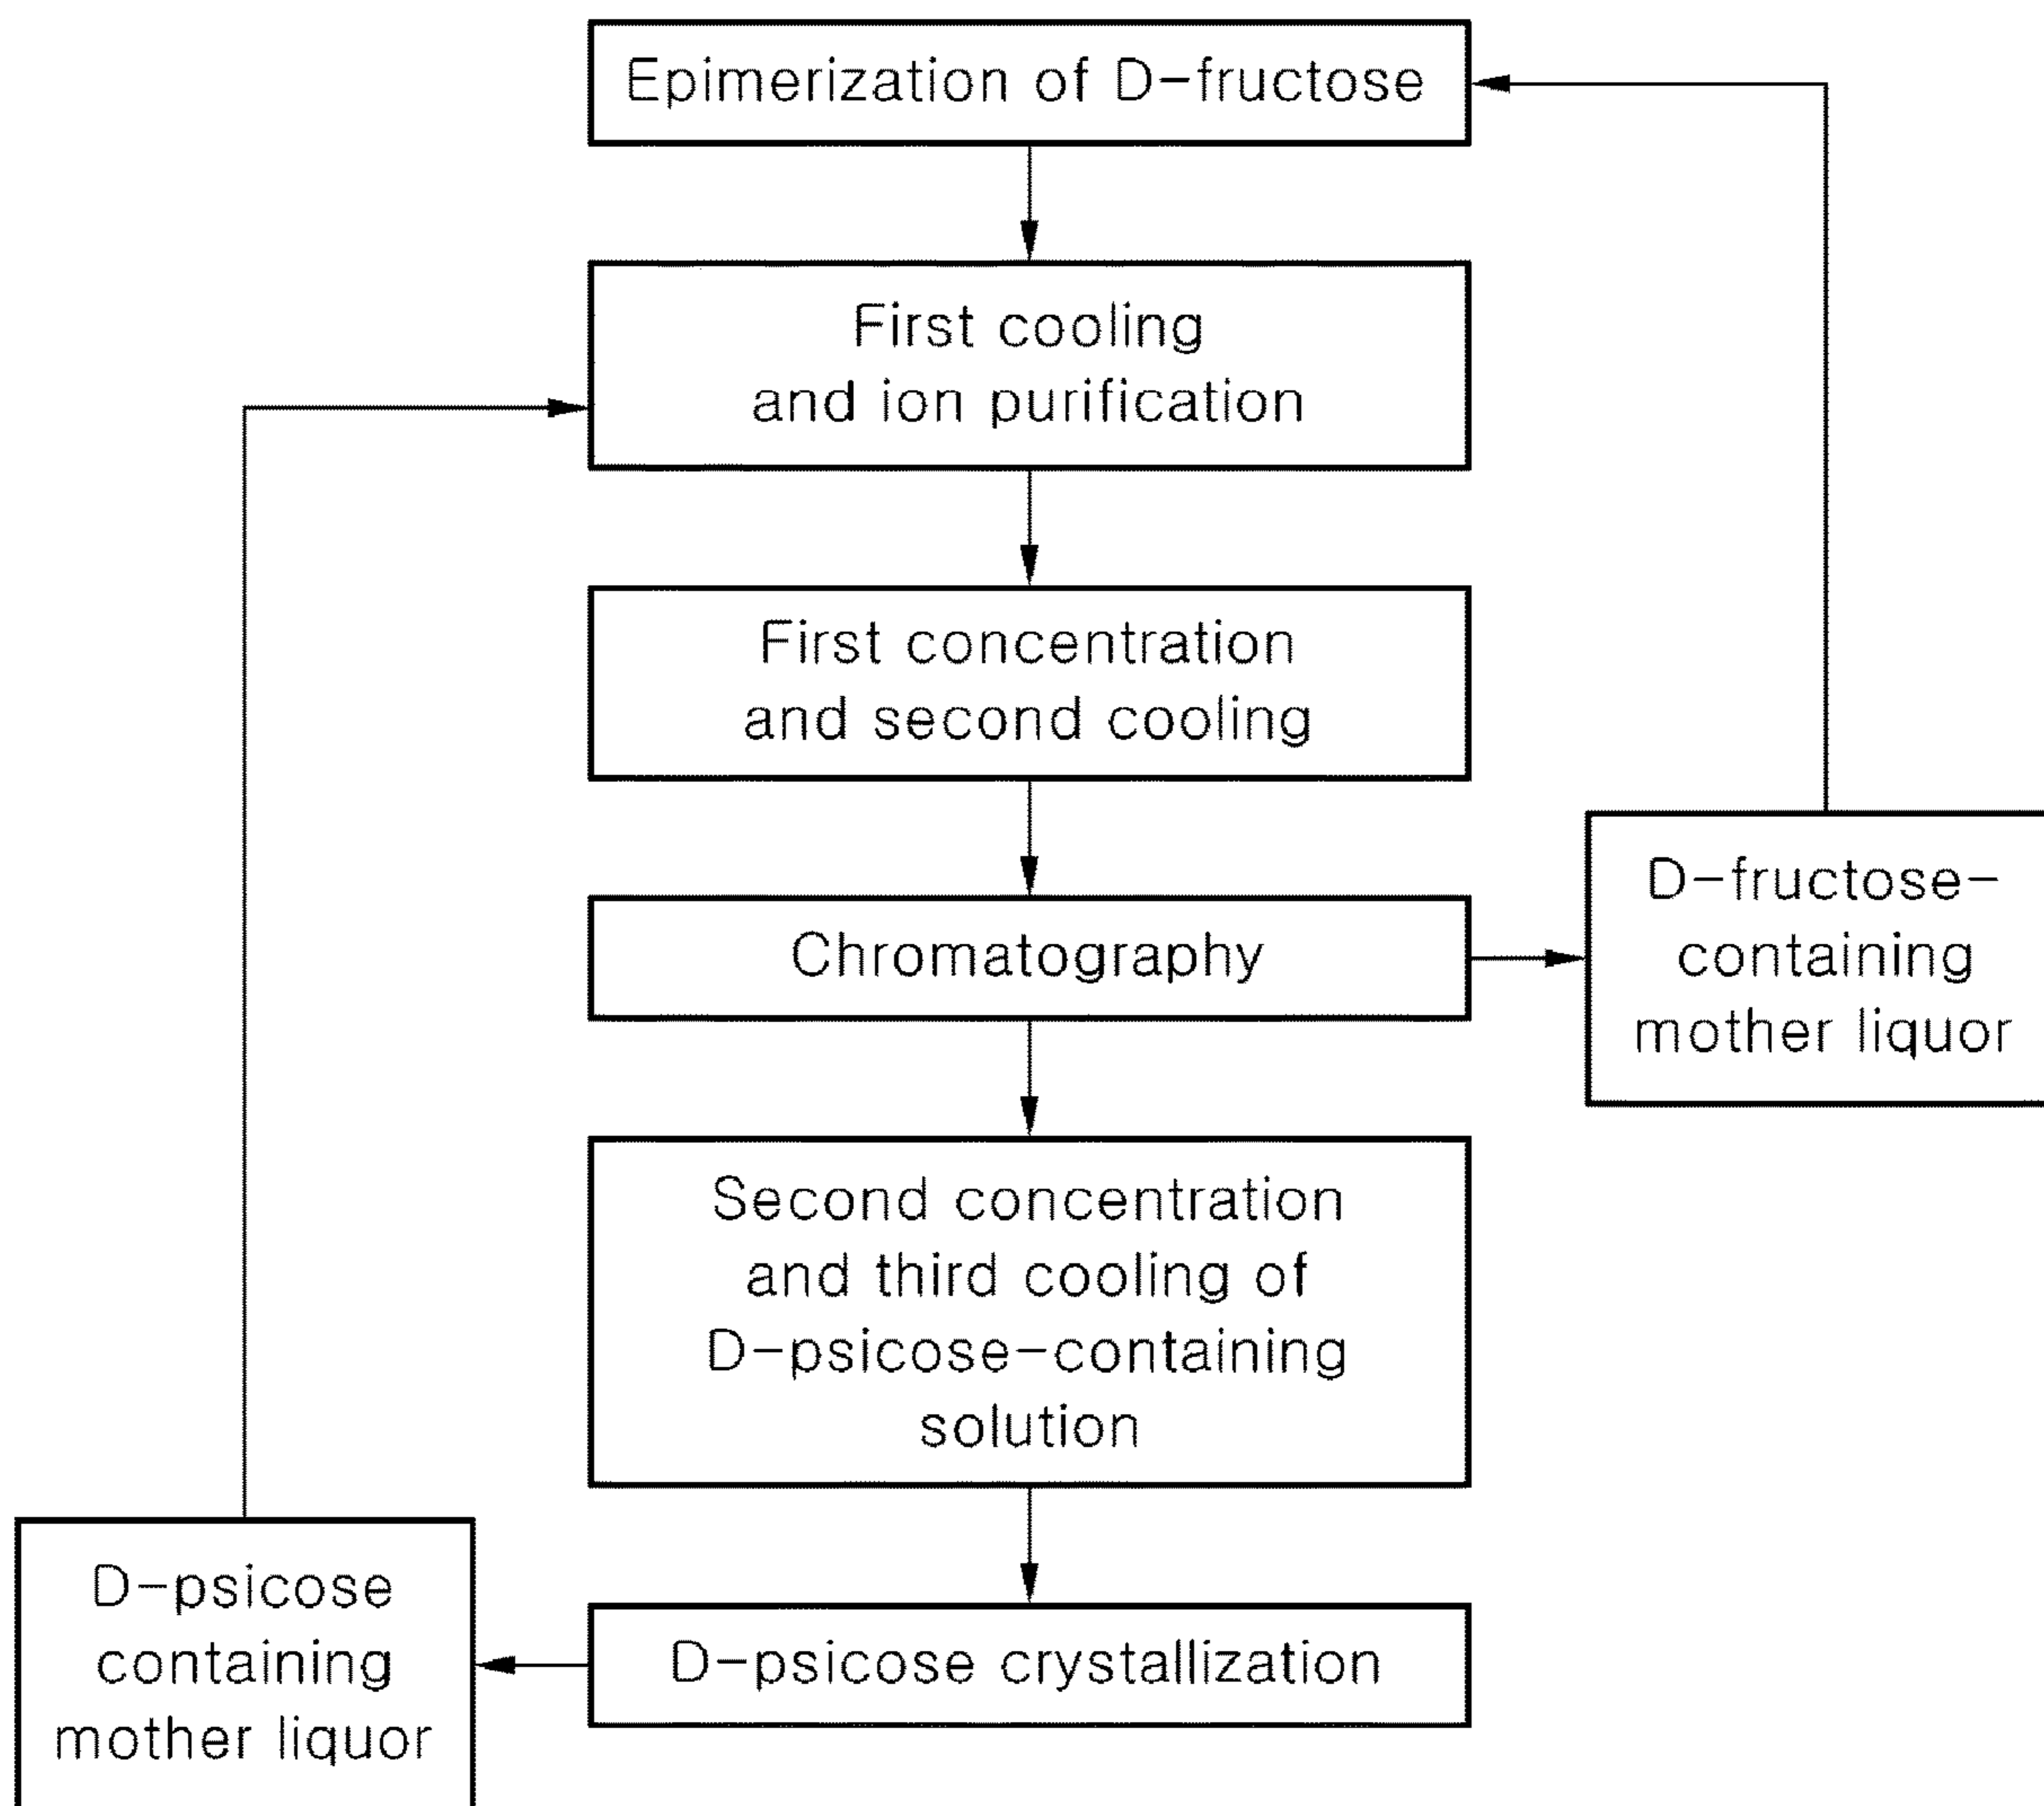 Epimerization of D-fructose
First cooling
and ion purification
First concentration
and second cooling
Chromatography
D-fructose-
containing
mother liquor
Second concentration
and third cooling of
D-psicose-containing
solution
D-psicose
containing
mother liquor
D-psicose crystallization